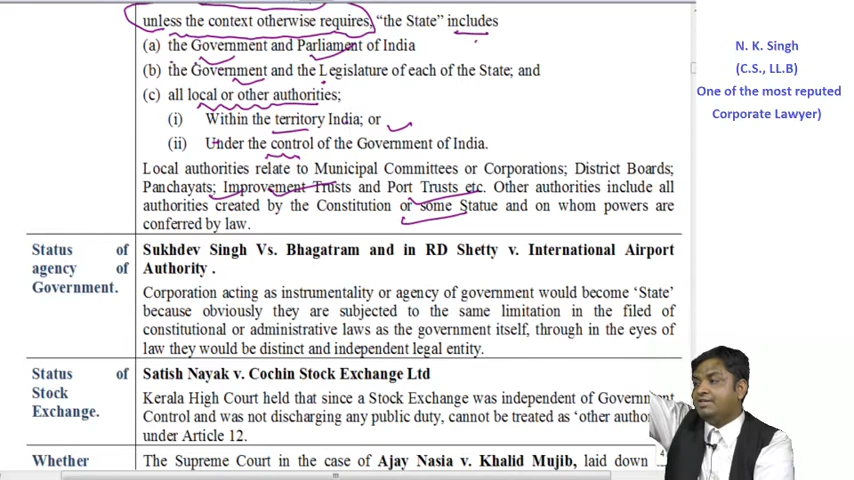 unless the context otherwise requires, “the State” includes
(a) the Government and Parliament of India
(b) the Government and the Legislature of each of the State; and
(c) all local or other authorities;
(i) Within the territory India; or
(ii) Under the control of the Government of India.
Local authorities relate to Municipal Committees or Corporations; District Boards;
Panchayats; Improvement Trusts and Port Trusts etc. Other authorities include all
authorities created by the Constitution or some Statue and on whom powers are
conferred by law.
Status of agency of Government.
Sukhdev Singh Vs. Bhagatram and in RD Shetty v. International Airport
Authority .
Corporation acting as instrumentality or agency of government would become ‘State’
because obviously they are subjected to the same limitation in the filed of
constitutional or administrative laws as the government itself, through in the eyes of
law they would be distinct and independent legal entity.
Status of Stock Exchange.
Satish Nayak v. Cochin Stock Exchange Ltd
Kerala High Court held that since a Stock Exchange was independent of Government
Control and was not discharging any public duty, cannot be treated as ‘other
under Article 12.
Whether
The Supreme Court in the case of Ajay Nasia v. Khalid Mujib, laid down
N. K. Singh
(C.S., LL.B)
One of the most reputed
Corporate Lawyer)
4